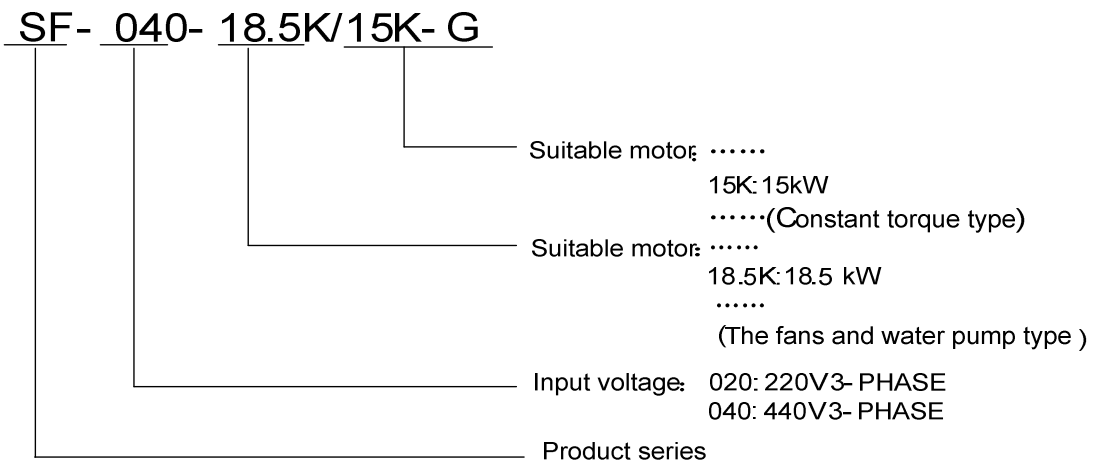 SF- 040- 18.5K/15K- G
Suitable motor: ······
15K:15kW
······(Constant torque type)
Suitable motor: ······
18.5K:18.5 kW
······
(The fans and water pump type )
Input voltage: 020: 220V3- PHASE
040: 440V3- PHASE
Product series